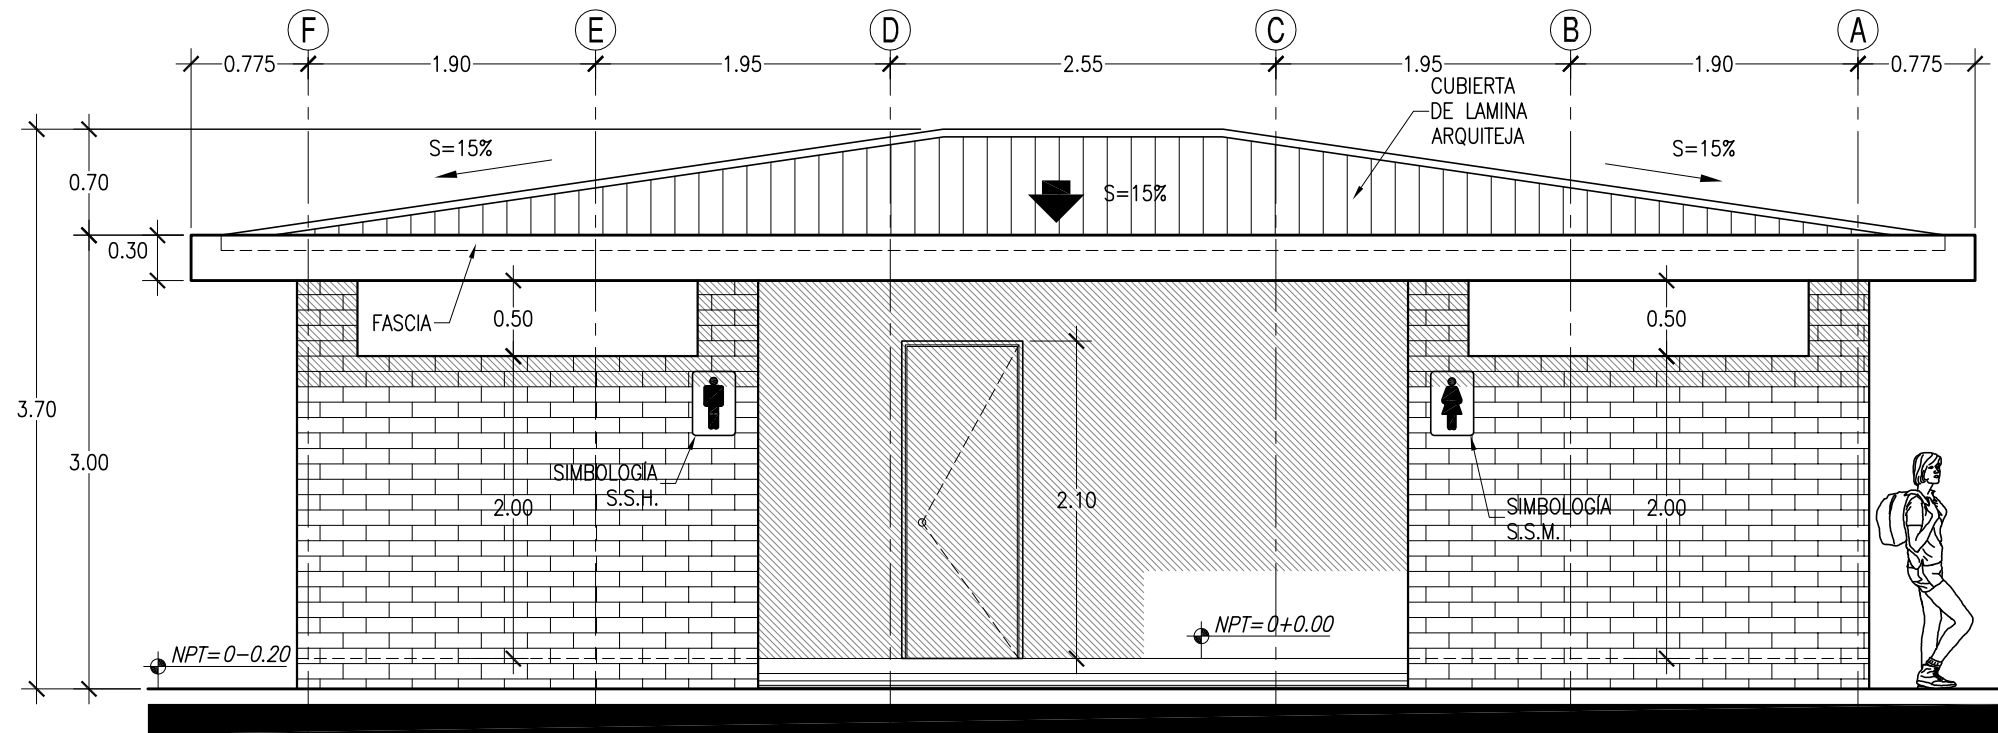 F E D C B A
0.775 1.90 1.95 2.55 1.95 1.90 0.775
CUBIERTA
DE LAMINA
ARQUITEJA
S=15%
S=15%
S=15%
0.70
0.30
FASCIA
0.50
0.50
3.70
3.00
SIMBOLOGÍA
S.S.H.
2.00
2.10
SIMBOLOGÍA
S.S.M.
2.00
NPT=0+0.00
NPT=0-0.20